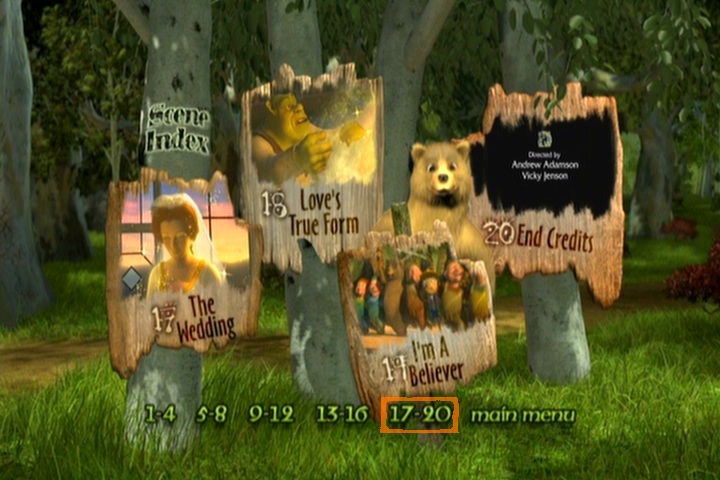 Scene
Index
17 The
Wedding
18 Love's
True Form
19 I'm A
Believer
Directed by
Andrew Adamson
Vicky Jenson
20 End Credits
1-4 5-8 9-12 13-16 17-20 main menu